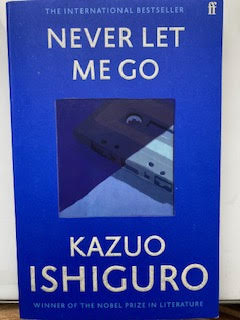 THE INTERNATIONAL BESTSELLER
ff
NEVER LET
ME GO
KAZUO
ISHIGURO
WINNER OF THE NOBEL PRIZE IN LITERATURE